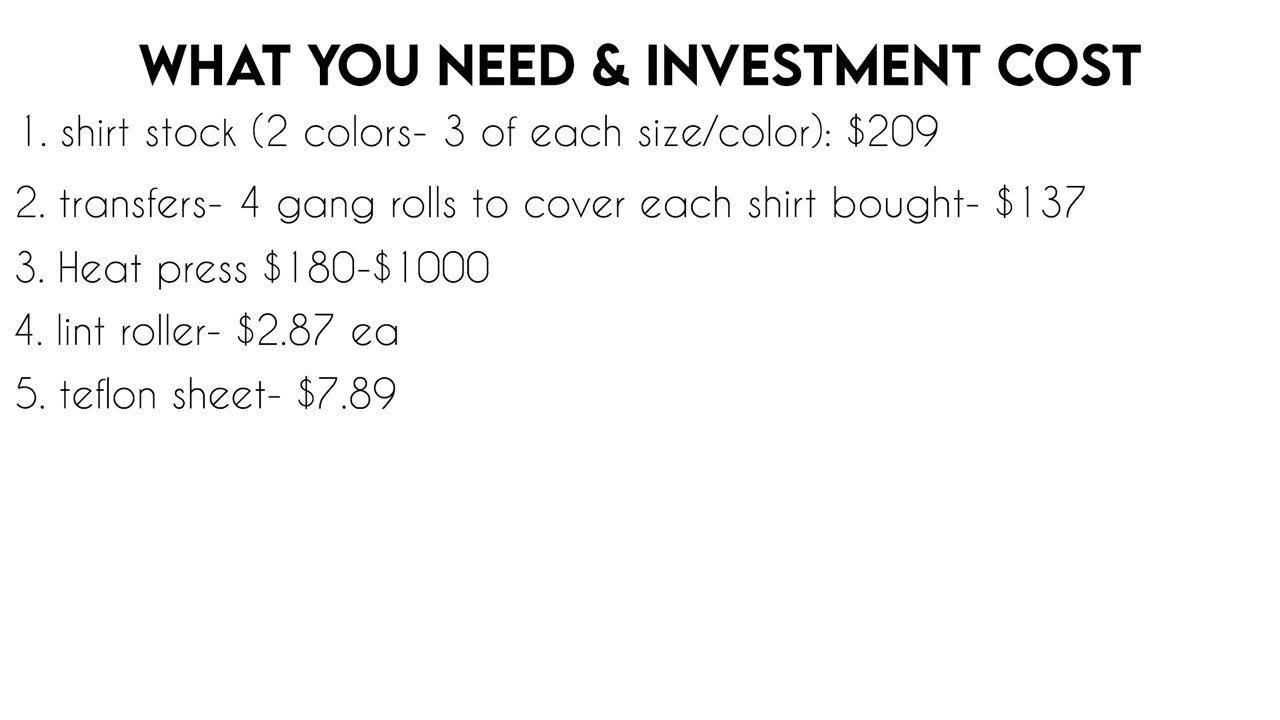 WHAT YOU NEED & INVESTMENT COST
1. shirt stock (2 colors- 3 of each size/color): $209
2. transfers- 4 gang rolls to cover each shirt bought- $137
3. Heat press $180-$1000
4. lint roller- $2.87 ea
5. teflon sheet- $7.89